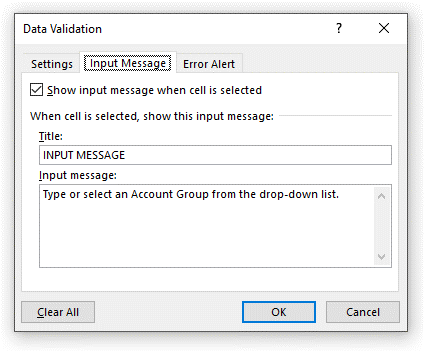 Data Validation ?
Settings Input Message Error Alert
Show input message when cell is selected
When cell is selected, show this input message:
Title:
INPUT MESSAGE
Input message:
Type or select an Account Group from the drop-down list.
Clear All OK Cancel